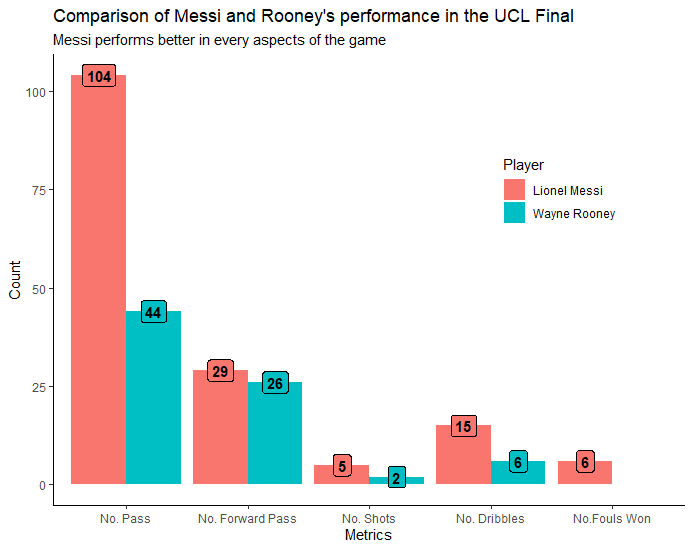 Comparison of Messi and Rooney's performance in the UCL Final
Messi performs better in every aspects of the game
104
100
Player
Lionel Messi
75
Wayne Rooney
Count
50
44
29
26
25
15
5
6
6
2
0
No. Pass No. Forward Pass No. Shots No. Dribbles No.Fouls Won
Metrics